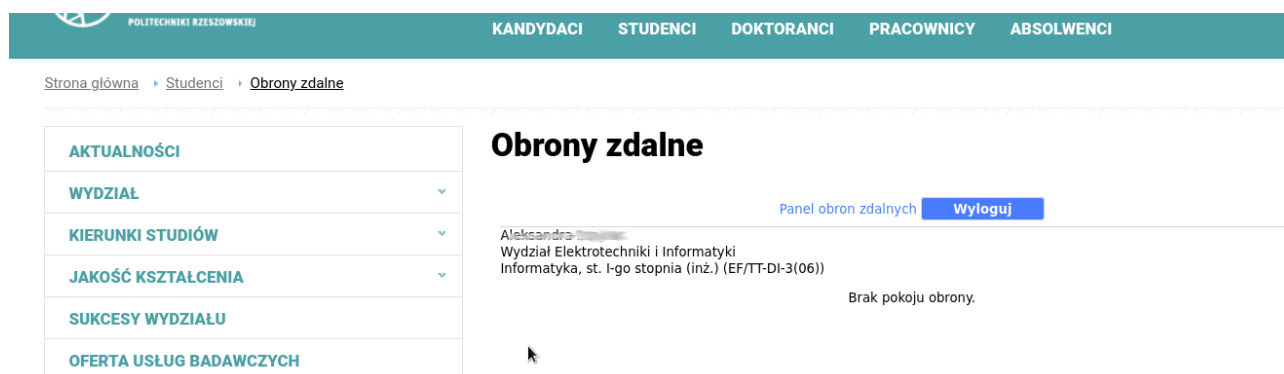 POLITECHNIKI RZESZOWSKIEJ
KANDYDACI STUDENCI DOKTORANCI PRACOWNICY ABSOLWENCI
Strona główna Studenci Obrony zdalne
AKTUALNOŚCI
WYDZIAŁ
KIERUNKI STUDIÓW
JAKOŚĆ KSZTAŁCENIA
SUKCESY WYDZIAŁU
OFERTA USŁUG BADAWCZYCH
Obrony zdalne
Panel obron zdalnych Wyloguj
Aleksandra
Wydział Elektrotechniki i Informatyki
Informatyka, st. I-go stopnia (inż.) (EF/TT-DI-3(06))
Brak pokoju obrony.